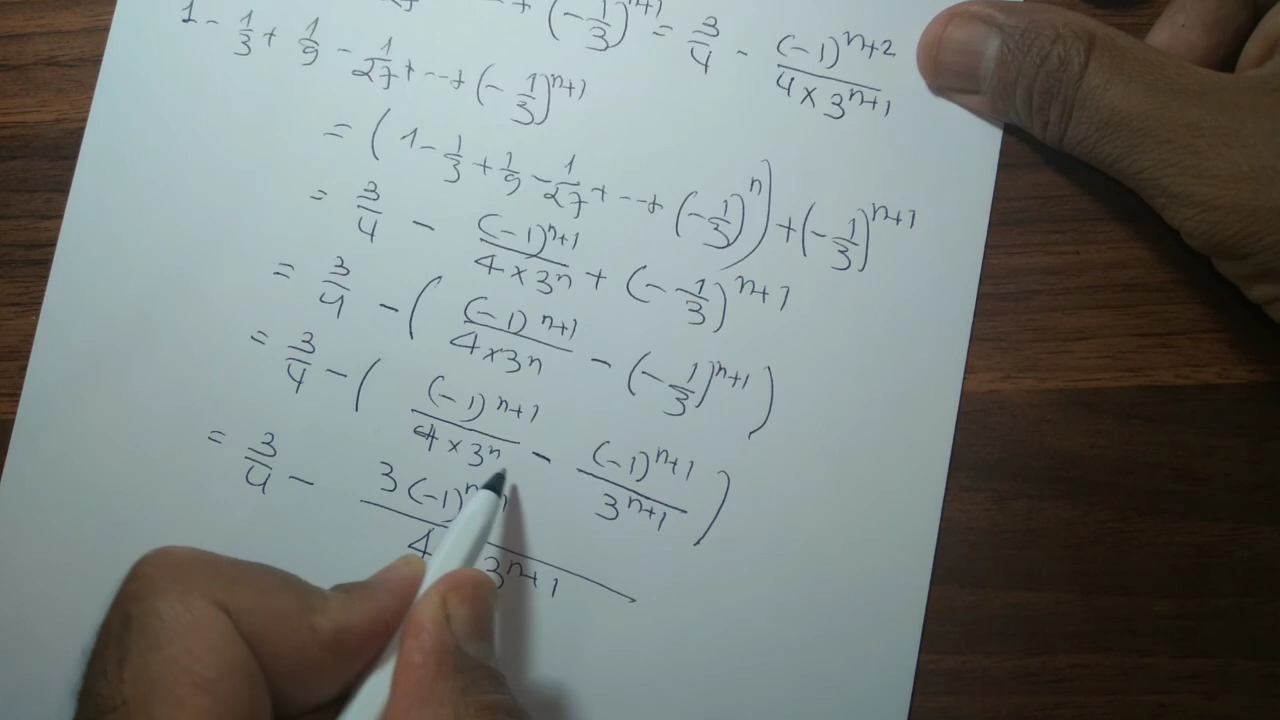 + (-1/3)^(n+1) = 3/4 - (-1)^(n+2)/(4 × 3^(n+1))
1 - 1/3 + 1/9 - 1/27 + --+ (-1/3)^(n+1)
= (1 - 1/3 + 1/9 - 1/27 + --+ (-1/3)^n) + (-1/3)^(n+1)
= 3/4 - (-1)^(n+1)/(4 × 3^n) + (-1/3)^(n+1)
= 3/4 - ((-1)^(n+1)/(4 × 3^n) - (-1/3)^(n+1))
= 3/4 - ((-1)^(n+1)/(4 × 3^n) - (-1)^(n+1)/3^(n+1))
= 3/4 - 3(-1)/4 3^(n+1)